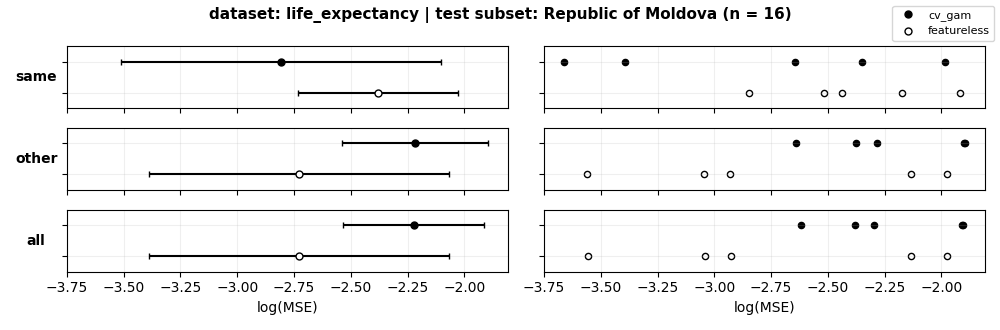 dataset: life_expectancy | test subset: Republic of Moldova (n = 16)
cv_gam
featureless
same
other
all
−3.75 −3.50 −3.25 −3.00 −2.75 −2.50 −2.25 −2.00
−3.75 −3.50 −3.25 −3.00 −2.75 −2.50 −2.25 −2.00
log(MSE)
log(MSE)